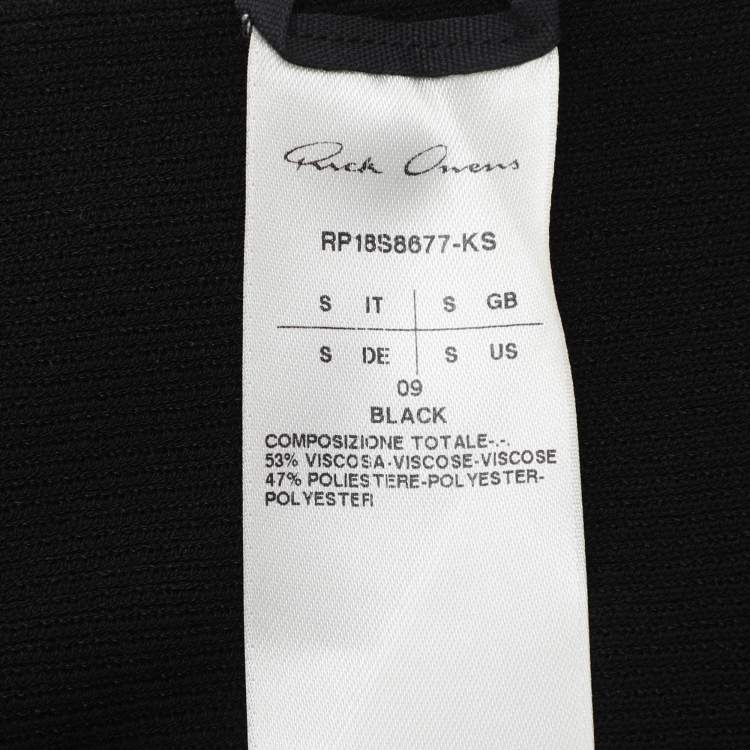 Rick Owens
RP18S8677-KS
S IT S GB
S DE S US
09
BLACK
COMPOSIZIONE TOTALE-.-.
53% VISCOSA-VISCOSE-VISCOSE
47% POLIESTERE-POLYESTER-
POLYESTER